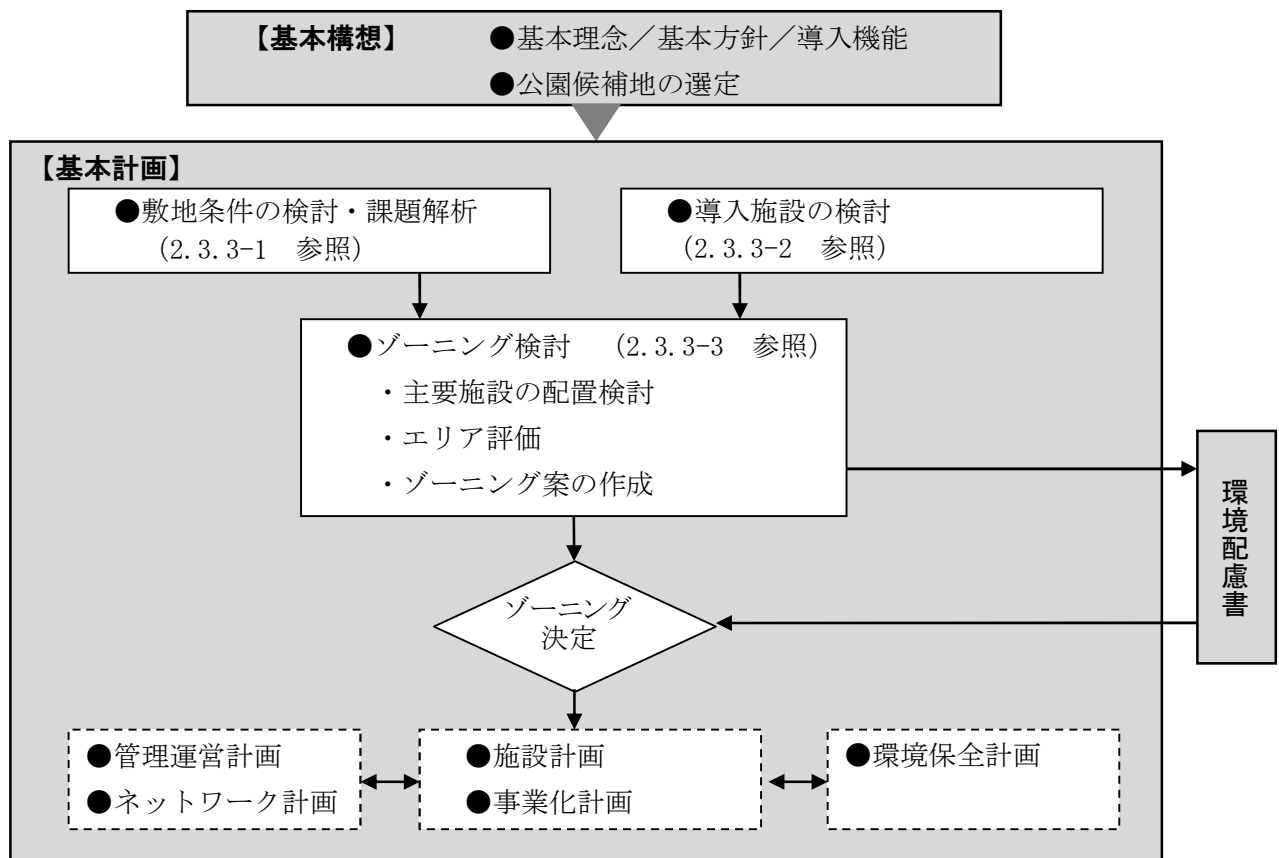 【基本構想】 ●基本理念／基本方針／導入機能
●公園候補地の選定
【基本計画】
●敷地条件の検討・課題解析
（2.3.3-1 参照）
●導入施設の検討
（2.3.3-2 参照）
●ゾーニング検討 （2.3.3-3 参照）
・主要施設の配置検討
・エリア評価
・ゾーニング案の作成
環境配慮書
ゾーニング
決定
●管理運営計画
●ネットワーク計画
●施設計画
●事業化計画
●環境保全計画